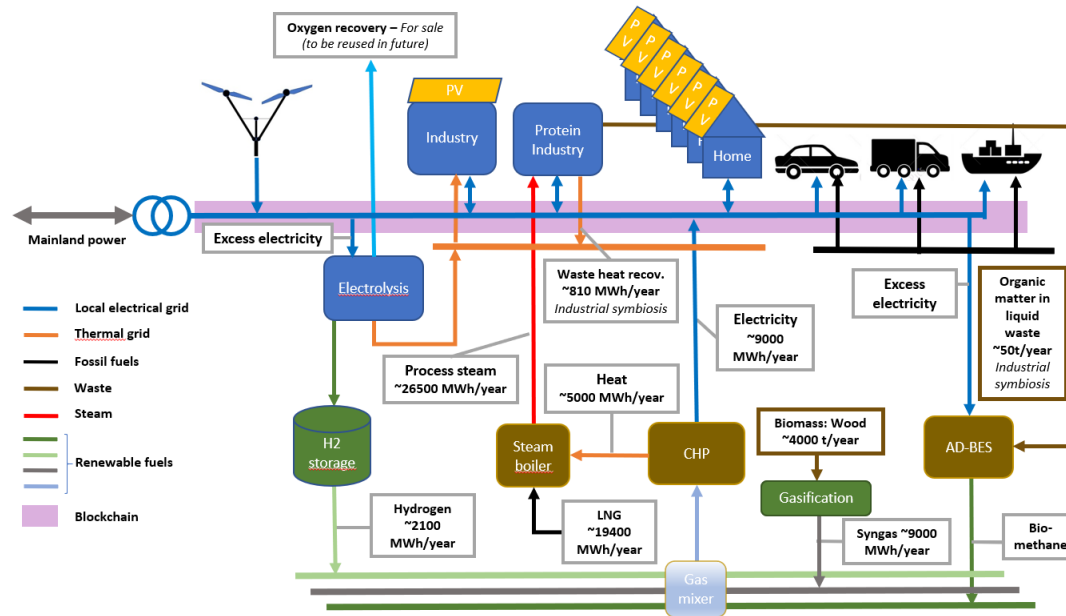 Oxygen recovery – For sale
(to be reused in future)
PV
Industry
Protein
Industry
P V
P V
P V
P V
P V
P V
Home
Mainland power
Excess electricity
Electrolysis
Waste heat recov.
~810 MWh/year
Industrial symbiosis
Electricity
~9000
MWh/year
Excess
electricity
Organic
matter in
liquid
waste
~50t/year
Industrial
symbiosis
Local electrical grid
Thermal grid
Fossil fuels
Waste
Steam
Renewable fuels
Blockchain
Process steam
~26500 MWh/year
Heat
~5000 MWh/year
H2
storage
Steam
boiler
CHP
Biomass: Wood
~4000 t/year
Gasification
AD-BES
Hydrogen
~2100
MWh/year
LNG
~19400
MWh/year
Syngas ~9000
MWh/year
Bio-
methane
Gas
mixer